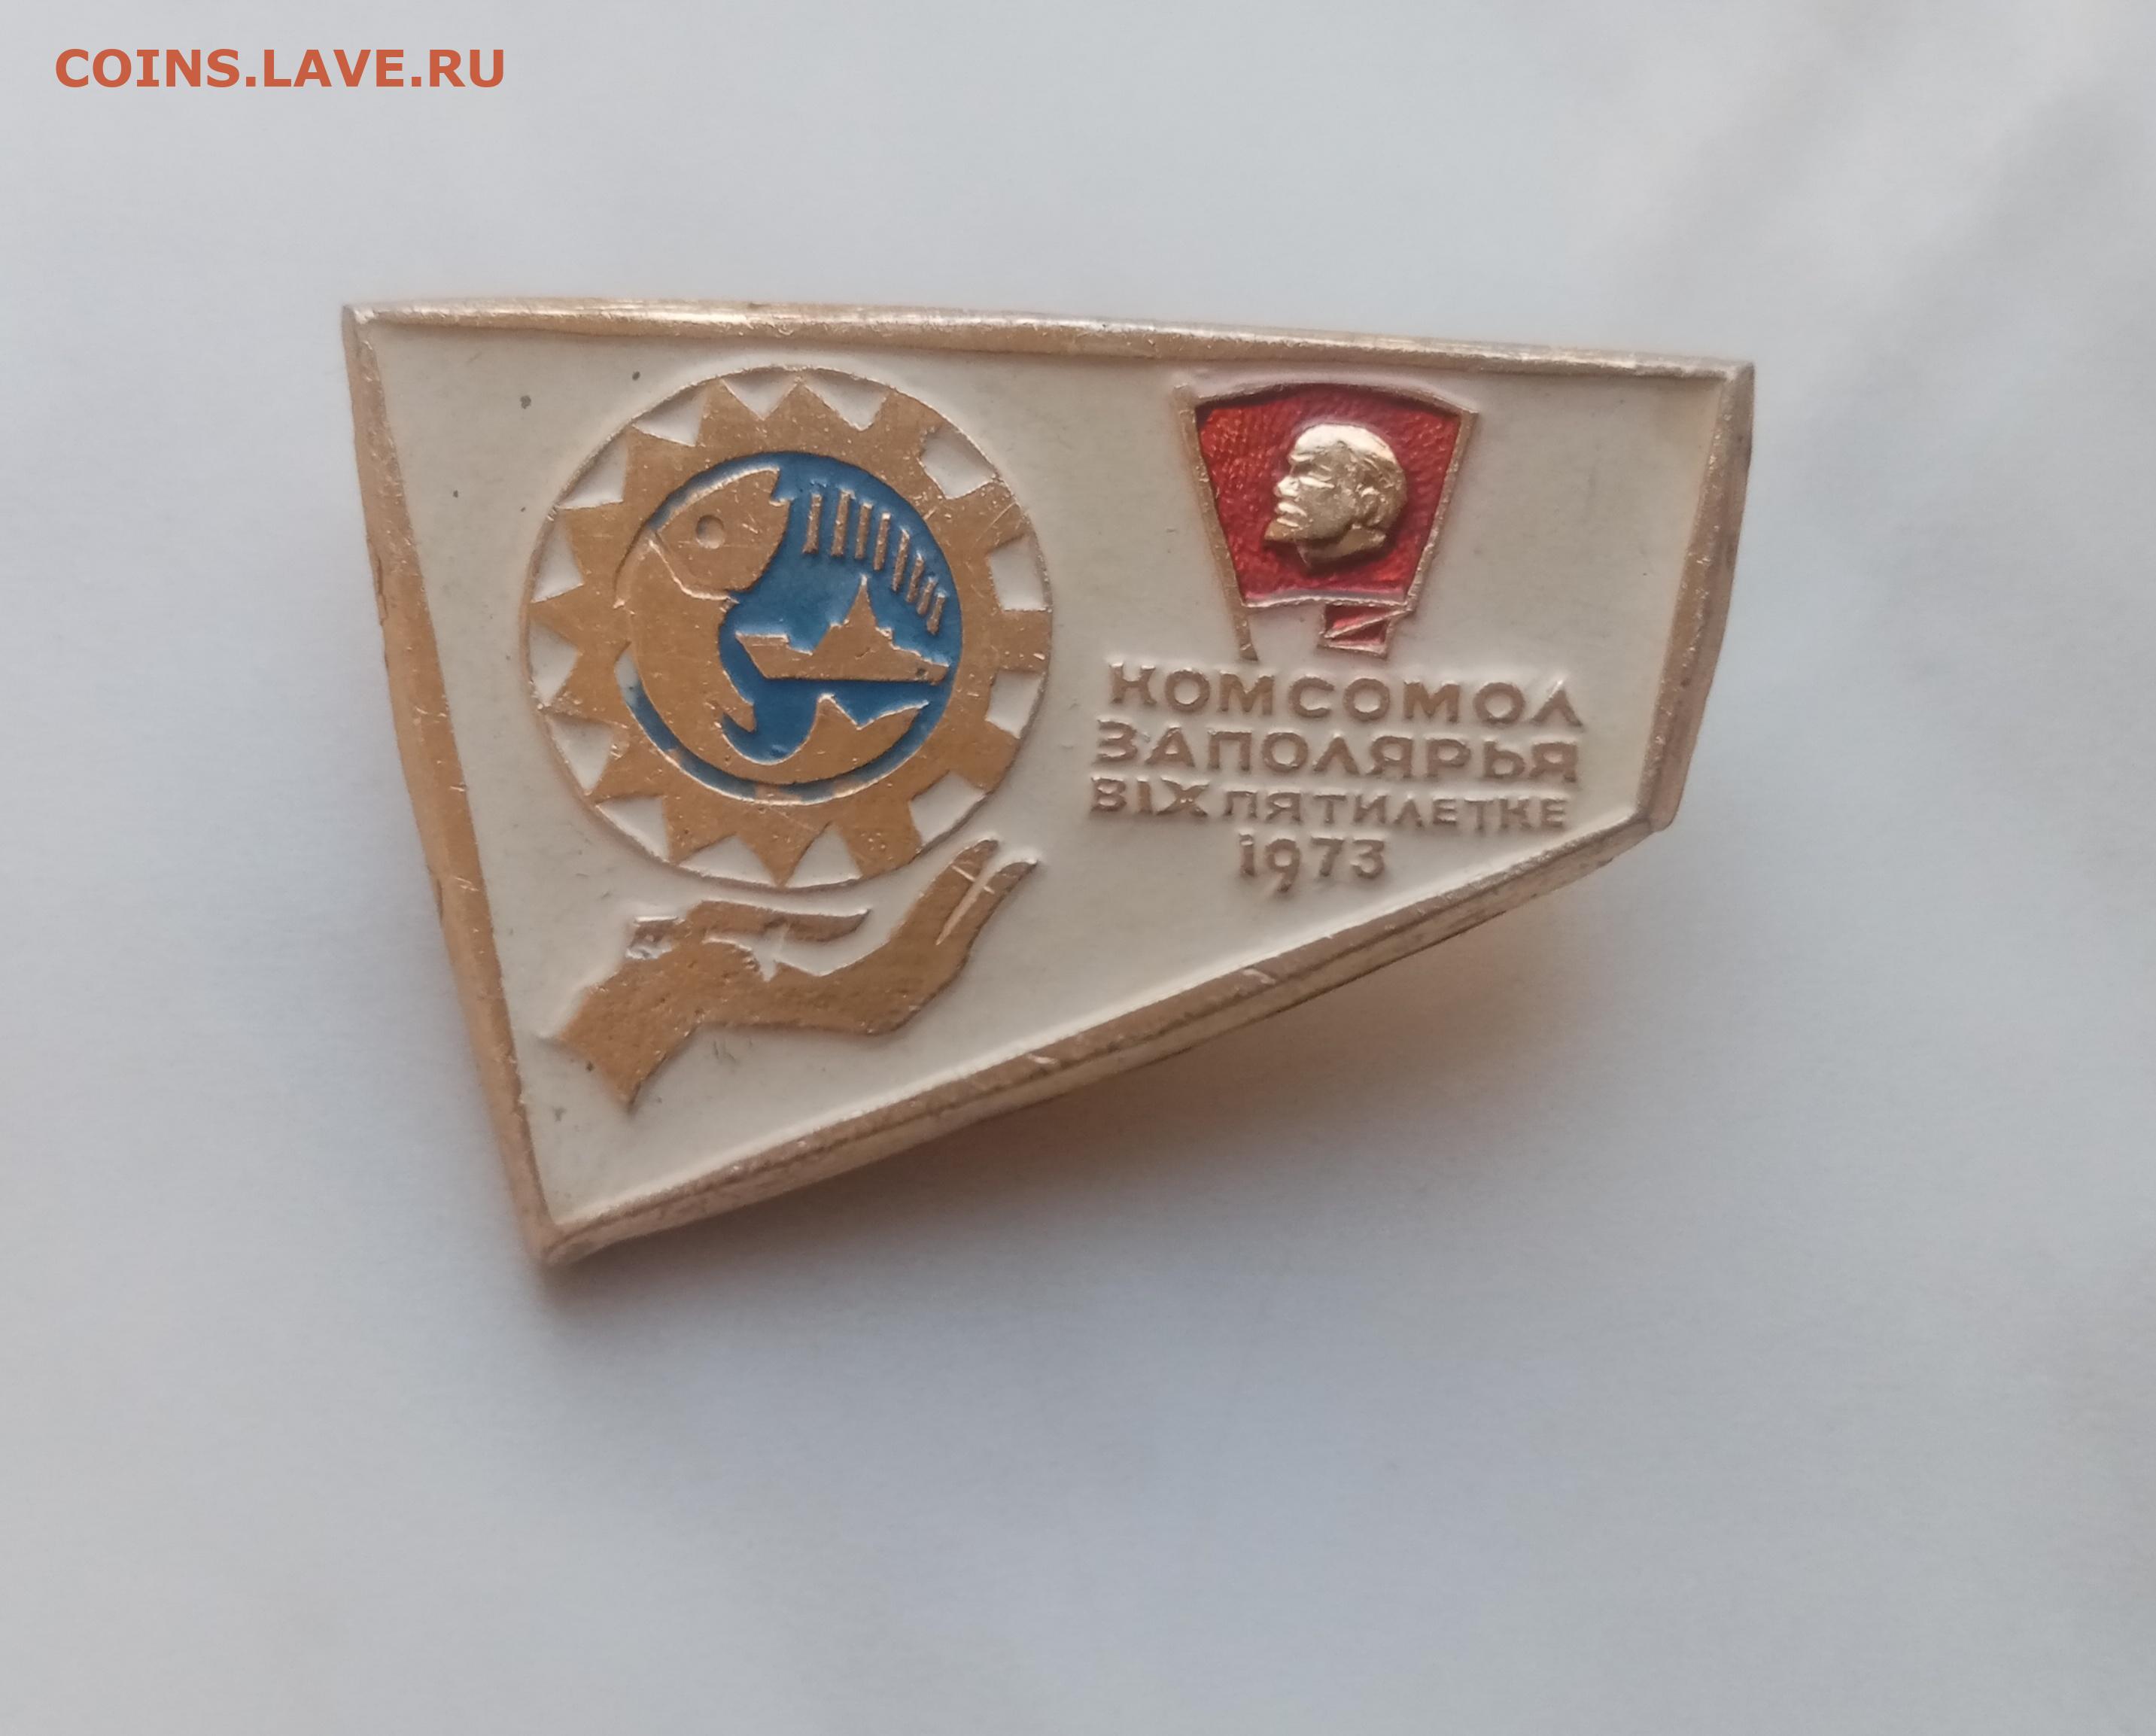 COINS.LAVE.RU
КОМСОМОЛ
ЗАПОЛЯРЬЯ
В IX ПЯТИЛЕТКЕ
1973